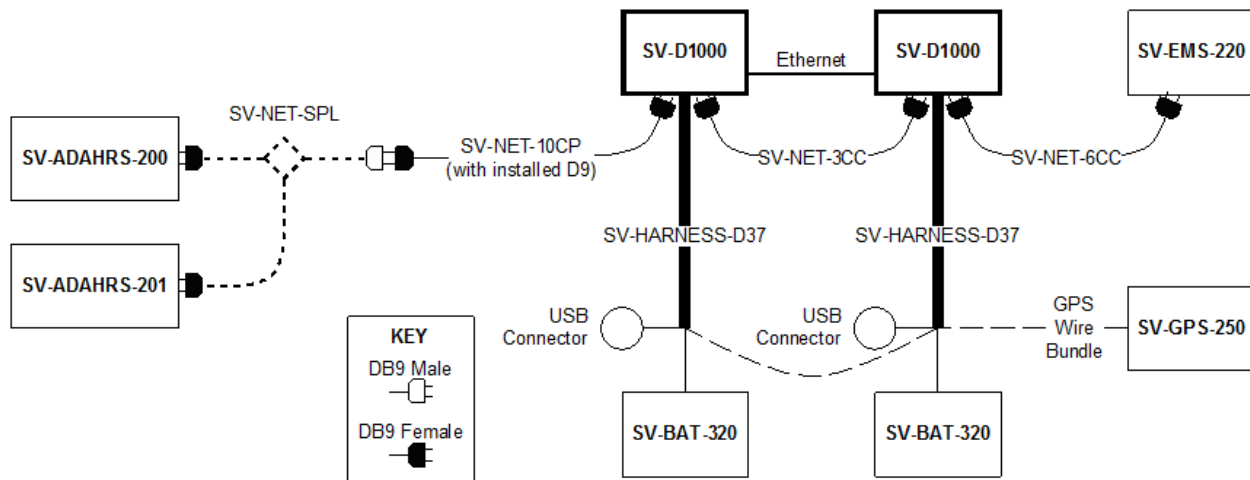 SV-D1000
Ethernet
SV-D1000
SV-EMS-220
SV-NET-SPL
SV-ADAHRS-200
SV-NET-10CP
(with installed D9)
SV-NET-3CC
SV-NET-6CC
SV-HARNESS-D37
SV-HARNESS-D37
SV-ADAHRS-201
USB
Connector
USB
Connector
GPS
Wire
Bundle
SV-GPS-250
KEY
DB9 Male
DB9 Female
SV-BAT-320
SV-BAT-320